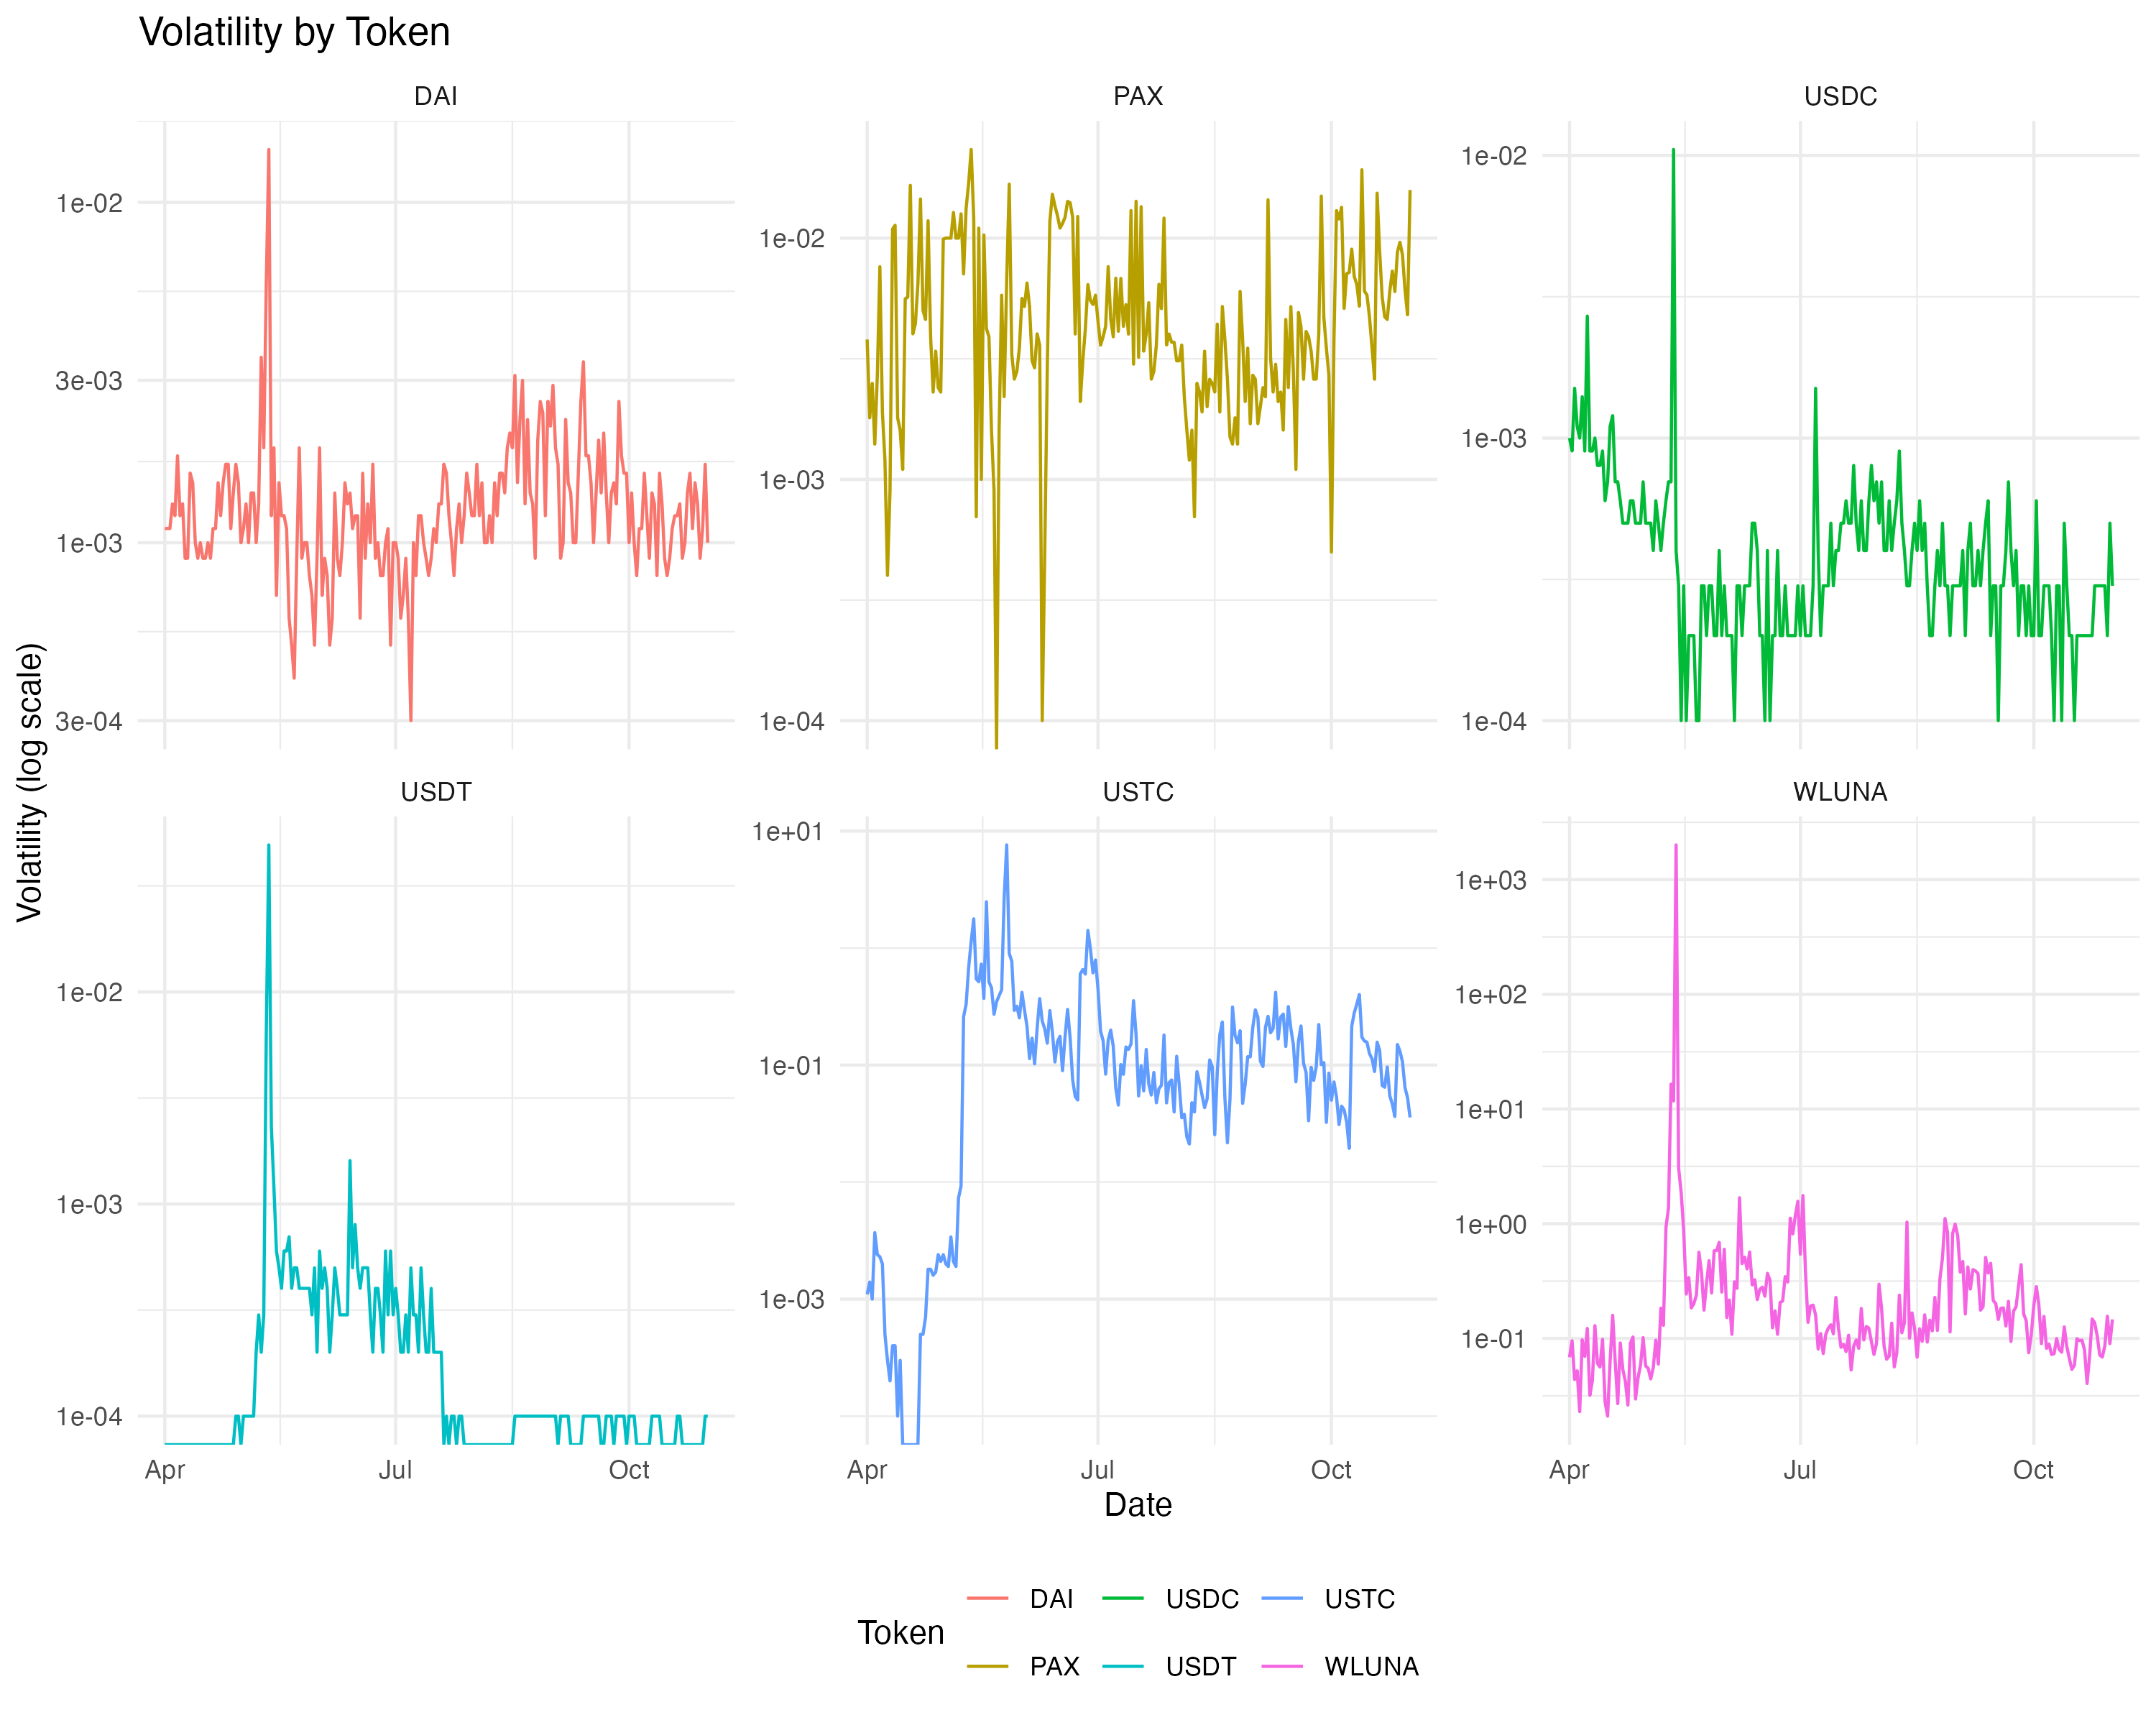 Volatility by Token
DAI
PAX
USDC
1e-02
3e-03
1e-03
3e-04
1e-02
1e-03
1e-04
1e-02
1e-03
1e-04
Volatility (log scale)
USDT
USTC
WLUNA
1e-02
1e-03
1e-04
1e+01
1e-01
1e-03
1e+03
1e+02
1e+01
1e+00
1e-01
Apr Jul Oct
Apr Jul Oct
Apr Jul Oct
Date
Token
DAI USDC USTC
PAX USDT WLUNA